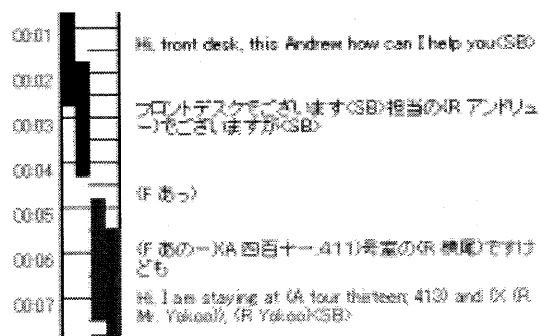 00:01
Hi, front desk, this Andrew how can I help you<SB>
00:02
フロントデスクでございます<SB>担当の(R アンドリュ
ー)でございますが<SB>
00:03
00:04
(F あっ)
00:05
(F あのー)(A 四百十一;411)号室の(R 横尾)ですけ
ども
00:06
00:07
Hi, I am staying at (A four thirteen; 413) and (X (R
Mr. Yokoo)), (R Yokoo)<SB>